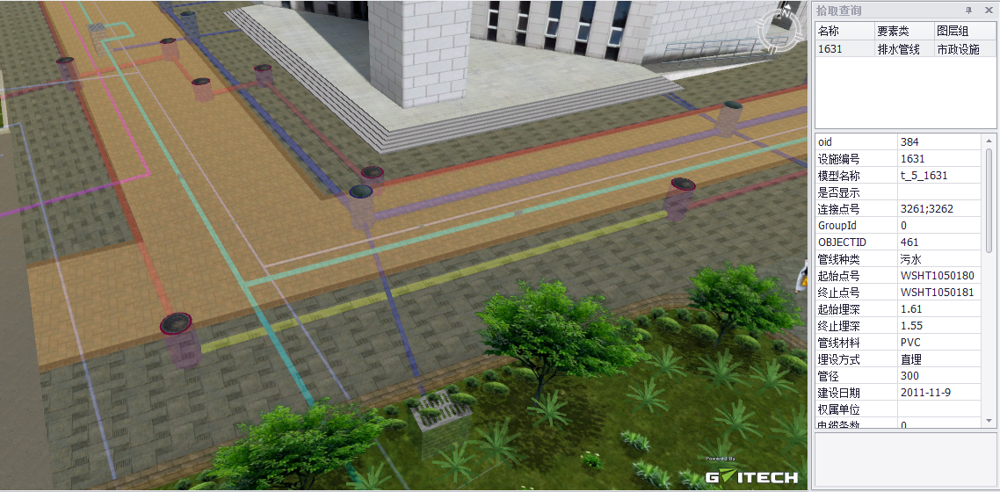 拾取查询
名称 要素类 图层组
1631 排水管线 市政设施
oid 384
设施编号 1631
模型名称 t_5_1631
是否显示
连接点号 3261;3262
GroupId 0
OBJECTID 461
管线种类 污水
起始点号 WSHT1050180
终止点号 WSHT1050181
起始埋深 1.61
终止埋深 1.55
管线材料 PVC
埋设方式 直埋
管径 300
建设日期 2011-11-9
权属单位
电缆条数 0
N
Powered By
GVITECH